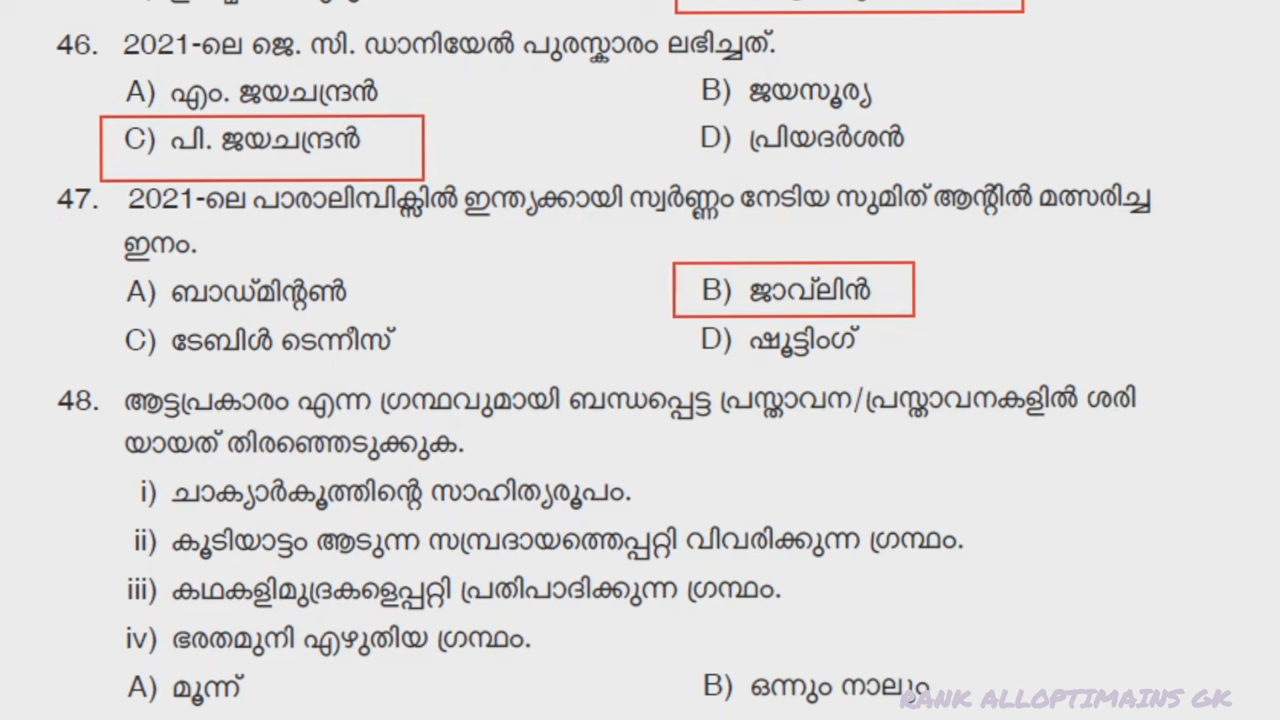 46. 2021-ലെ ജെ. സി. ഡാനിയേൽ പുരസ്കാരം ലഭിച്ചത്.
A) എം. ജയചന്ദ്രൻ B) ജയസൂര്യ
C) പി. ജയചന്ദ്രൻ D) പ്രിയദർശൻ
47. 2021-ലെ പാരാലിമ്പിക്സിൽ ഇന്ത്യക്കായി സ്വർണ്ണം നേടിയ സുമിത് ആന്റിൽ മത്സരിച്ച
ഇനം.
A) ബാഡ്മിന്റൺ B) ജാവ്‌ലിൻ
C) ടേബിൾ ടെന്നീസ് D) ഷൂട്ടിംഗ്
48. ആട്ടപ്രകാരം എന്ന ഗ്രന്ഥവുമായി ബന്ധപ്പെട്ട പ്രസ്താവന/പ്രസ്താവനകളിൽ ശരി
യായത് തിരഞ്ഞെടുക്കുക.
i) ചാക്യാർകൂത്തിന്റെ സാഹിത്യരൂപം.
ii) കൂടിയാട്ടം ആടുന്ന സമ്പ്രദായത്തെപ്പറ്റി വിവരിക്കുന്ന ഗ്രന്ഥം.
iii) കഥകളിമുദ്രകളെപ്പറ്റി പ്രതിപാദിക്കുന്ന ഗ്രന്ഥം.
iv) ഭരതമുനി എഴുതിയ ഗ്രന്ഥം.
A) മൂന്ന് B) ഒന്നും നാലും
RANK ALLOPTIMAINS GK